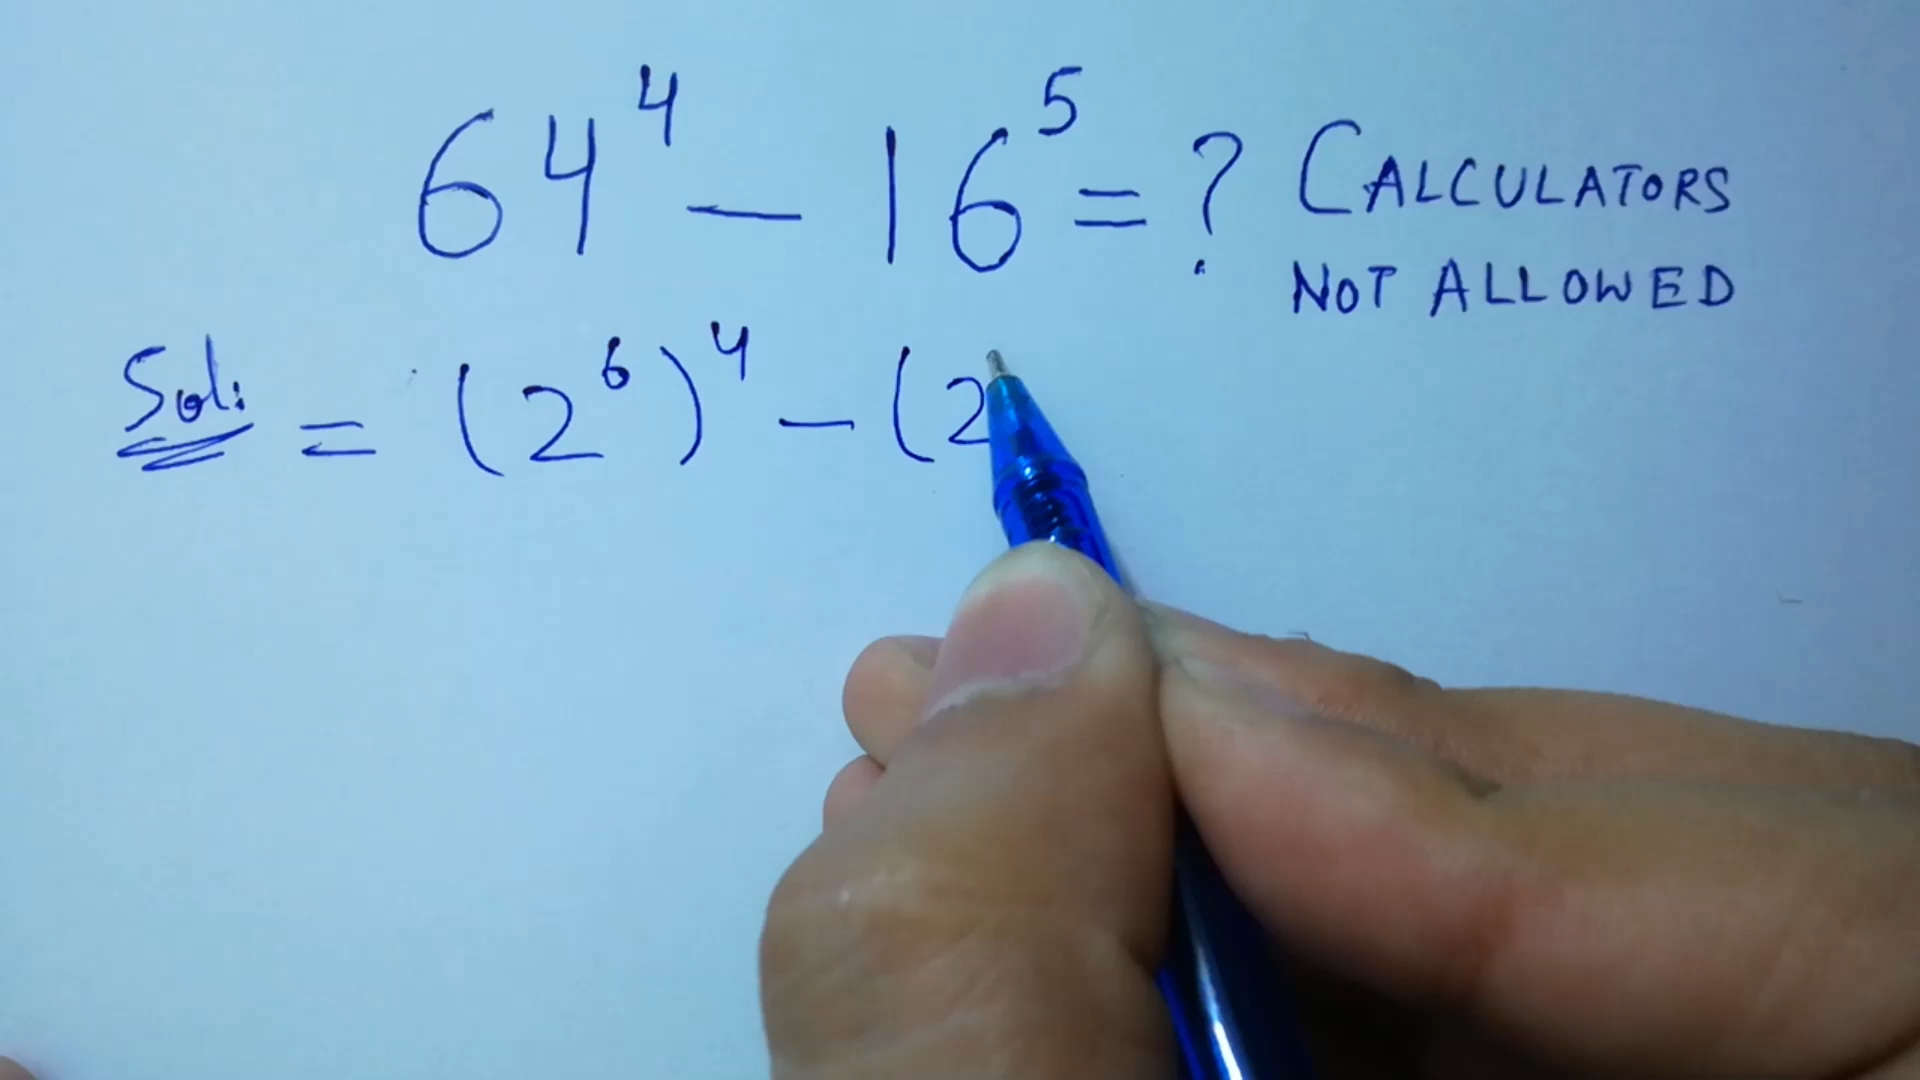 64⁴ — 16⁵ = ? CALCULATORS
NOT ALLOWED
Sol: = (2⁶)⁴ — (2